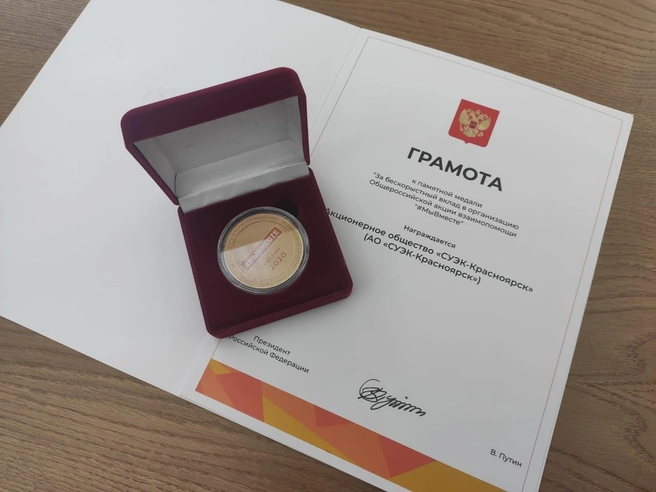 ГРАМОТА
к памятной медали
"За бескорыстный вклад в организацию
Общероссийской акции взаимопомощи
"#МыВместе"
Награждается
Акционерное общество «СУЭК-Красноярск»
(АО «СУЭК-Красноярск»)
Президент
Российской Федерации
В. Путин
#МЫВМЕСТЕ
2020